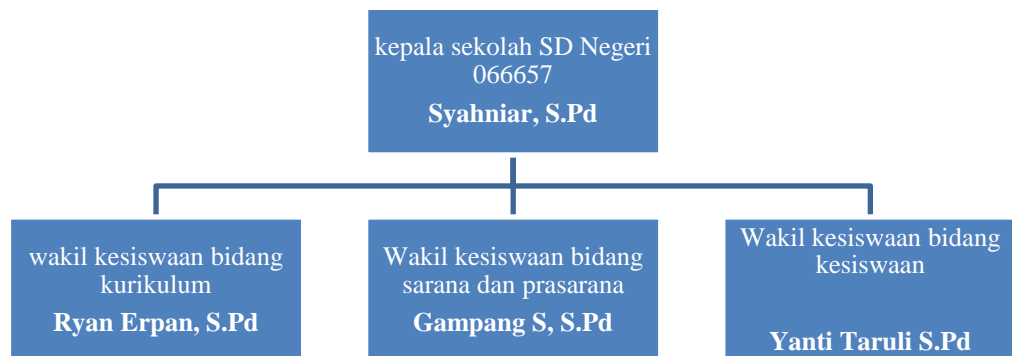 kepala sekolah SD Negeri
066657
Syahniar, S.Pd
wakil kesiswaan bidang
kurikulum
Ryan Erpan, S.Pd
Wakil kesiswaan bidang
sarana dan prasarana
Gampang S, S.Pd
Wakil kesiswaan bidang
kesiswaan
Yanti Taruli S.Pd